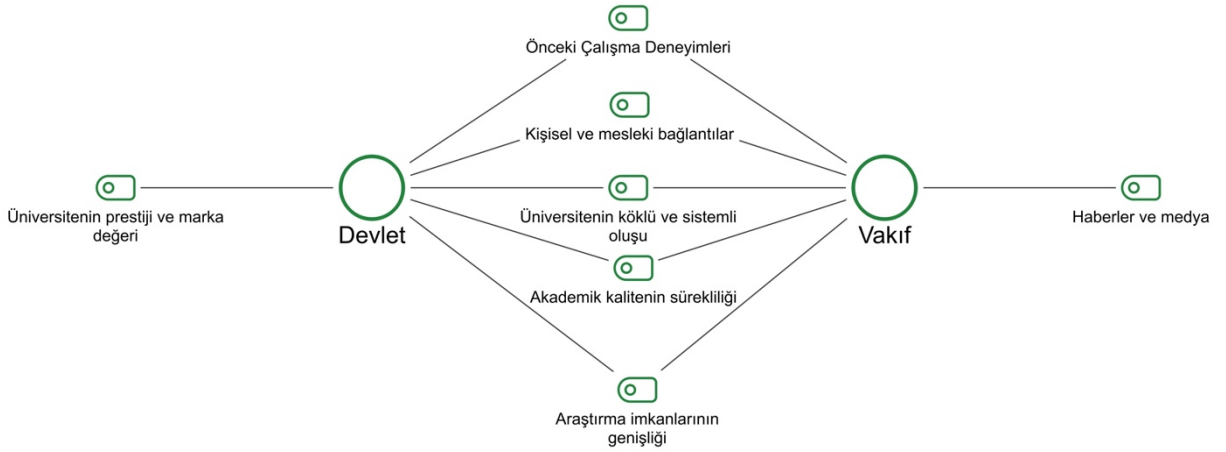 Önceki Çalışma Deneyimleri
Kişisel ve mesleki bağlantılar
Üniversitenin prestiji ve marka
değeri
Devlet
Üniversitenin köklü ve sistemli
oluşu
Vakıf
Haberler ve medya
Akademik kalitenin sürekliliği
Araştırma imkanlarının
genişliği